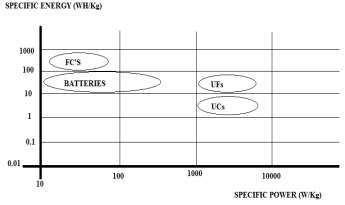 SPECIFIC ENERGY (WH/Kg)
1000
FC'S
100
BATTERIES
UFs
10
UCs
1
0,1
0.01
10
100
1000
10000
SPECIFIC POWER (W/Kg)